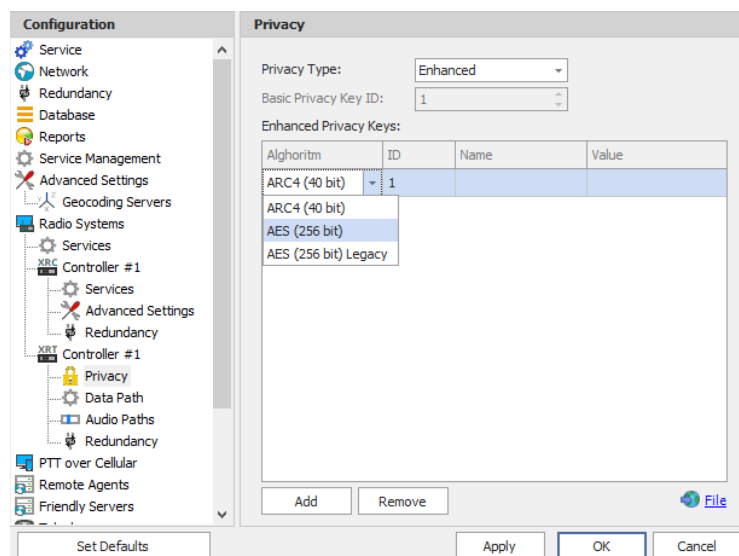 Configuration
Service
Network
Redundancy
Database
Reports
Service Management
Advanced Settings
Geocoding Servers
Radio Systems
Services
XRC Controller #1
Services
Advanced Settings
Redundancy
XRT Controller #1
Privacy
Data Path
Audio Paths
Redundancy
PTT over Cellular
Remote Agents
Friendly Servers
Set Defaults
Privacy
Privacy Type: Enhanced
Basic Privacy Key ID: 1
Enhanced Privacy Keys:
Alghoritm ID Name Value
ARC4 (40 bit) 1
ARC4 (40 bit)
AES (256 bit)
AES (256 bit) Legacy
Add Remove File
Apply OK Cancel